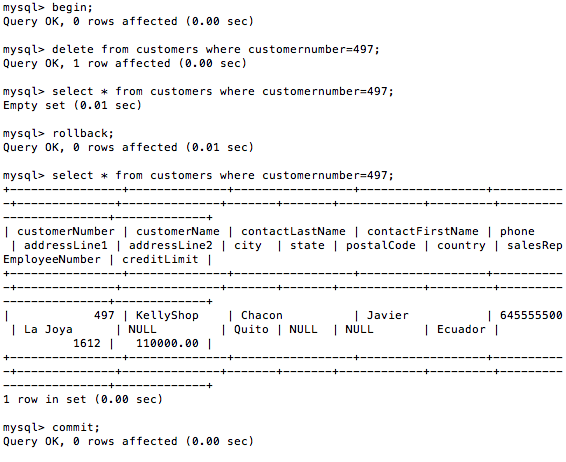 mysql> begin;
Query OK, 0 rows affected (0.00 sec)

mysql> delete from customers where customernumber=497;
Query OK, 1 row affected (0.00 sec)

mysql> select * from customers where customernumber=497;
Empty set (0.01 sec)

mysql> rollback;
Query OK, 0 rows affected (0.01 sec)

mysql> select * from customers where customernumber=497;
+----------------+--------------+-----------------+------------------+----------
-+--------------+--------------+-------+-------+------------+---------+---------
---------------+-------------+
| customerNumber | customerName | contactLastName | contactFirstName | phone
 | addressLine1 | addressLine2 | city  | state | postalCode | country | salesRep
EmployeeNumber | creditLimit |
+----------------+--------------+-----------------+------------------+----------
-+--------------+--------------+-------+-------+------------+---------+---------
---------------+-------------+
|            497 | KellyShop    | Chacon          | Javier           | 645555500
 | La Joya      | NULL         | Quito | NULL  | NULL       | Ecuador |
          1612 |   110000.00 |
+----------------+--------------+-----------------+------------------+----------
-+--------------+--------------+-------+-------+------------+---------+---------
---------------+-------------+
1 row in set (0.00 sec)

mysql> commit;
Query OK, 0 rows affected (0.00 sec)